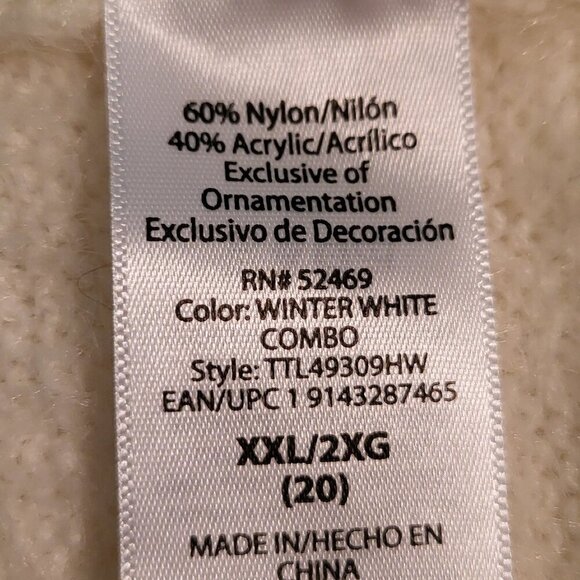 60% Nylon/Nilón
40% Acrylic/Acrílico
Exclusive of
Ornamentation
Exclusivo de Decoración
RN# 52469
Color: WINTER WHITE
COMBO
Style: TTL49309HW
EAN/UPC 1 9143287465
XXL/2XG
(20)
MADE IN/HECHO EN
CHINA